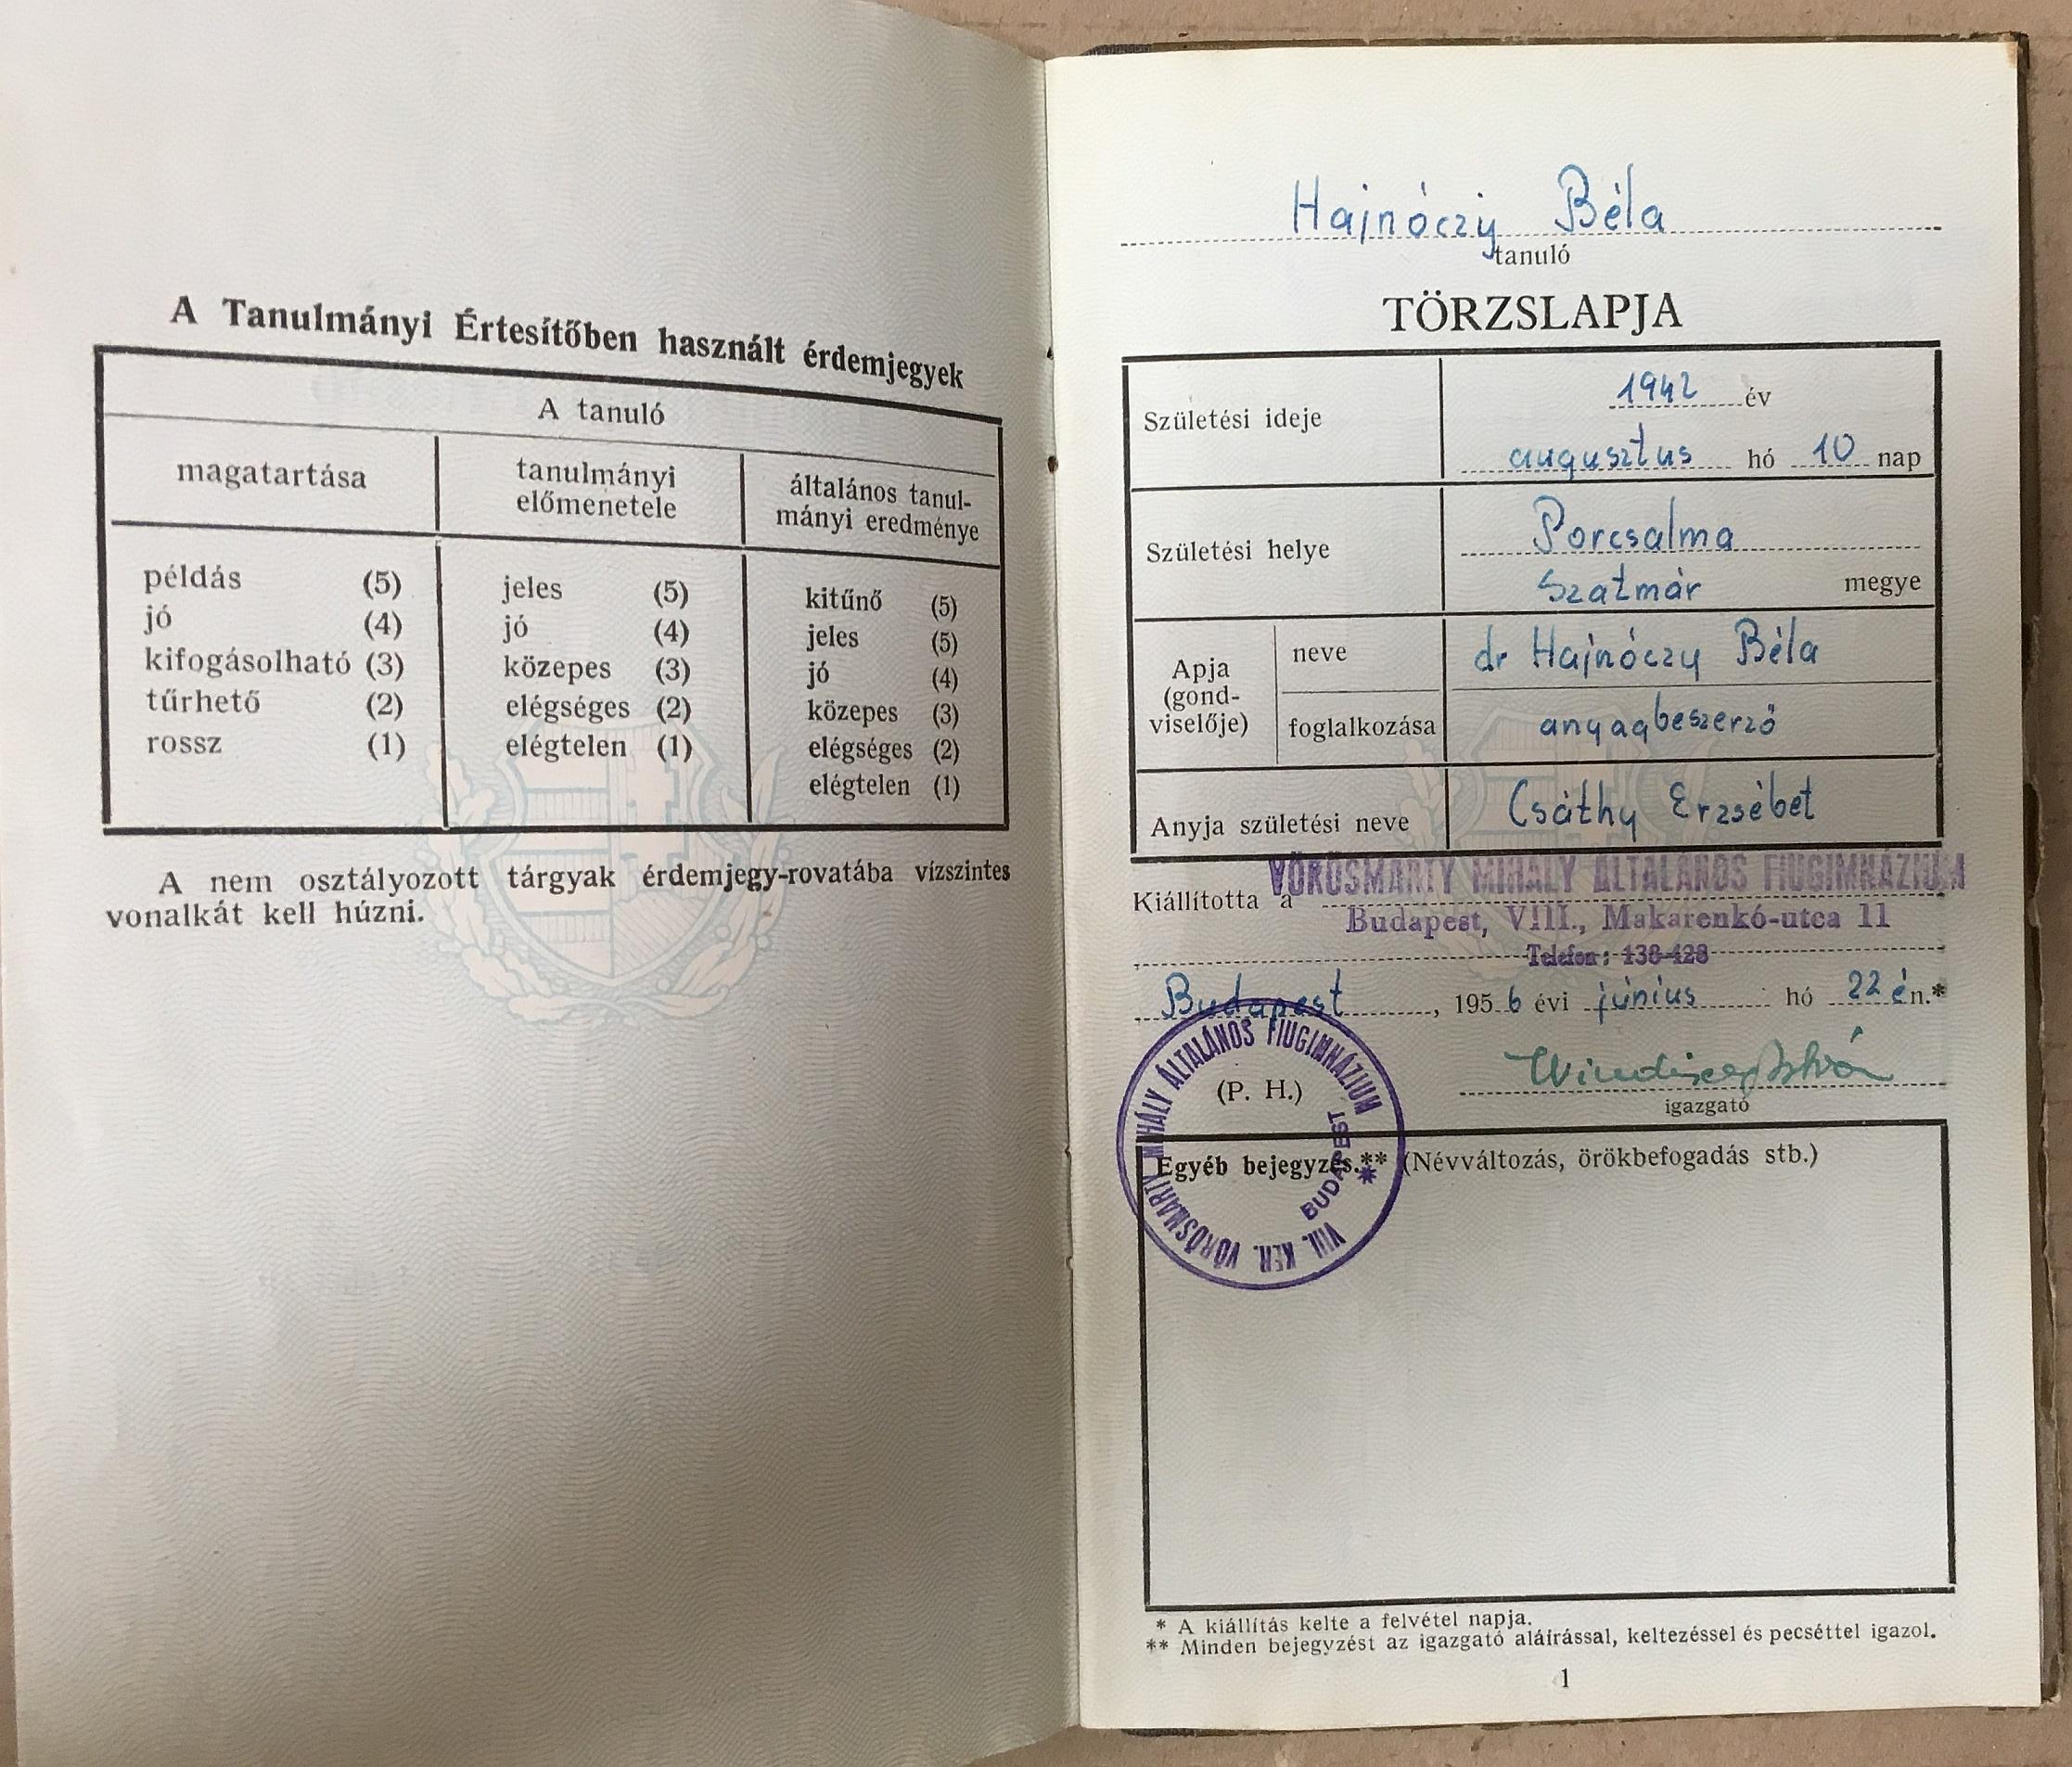 A Tanulmányi Értesítőben használt érdemjegyek
A tanuló
magatartása
tanulmányi
előmenetele
általános tanul-
mányi eredménye
példás (5)
jó (4)
kifogásolható (3)
tűrhető (2)
rossz (1)
jeles (5)
jó (4)
közepes (3)
elégséges (2)
elégtelen (1)
kitűnő (5)
jeles (5)
jó (4)
közepes (3)
elégséges (2)
elégtelen (1)
A nem osztályozott tárgyak érdemjegy-rovatába vízszintes
vonalkát kell húzni.
Hajnóczy Béla
tanuló
TÖRZSLAPJA
Születési ideje
1942 év
augusztus hó 10 nap
Születési helye
Porcsalma
Szatmár megye
Apja
(gond-
viselője)
neve
dr Hajnóczy Béla
foglalkozása
anyagbeszerző
Anyja születési neve
Csáthy Erzsébet
Kiállította a VÖRÖSMARTY MIHÁLY ÁLTALÁNOS FIUGIMNÁZIUM
Budapest, VIII., Makarenkó-utca 11
Telefon: 138-428
Budapest, 1956 évi június hó 22 én.*
(P. H.)
igazgató
VIII. KER. VÖRÖSMARTY MIHÁLY ÁLTALÁNOS FIUGIMNÁZIUM
BUDAPEST
Egyéb bejegyzés.** (Névváltozás, örökbefogadás stb.)
* A kiállítás kelte a felvétel napja.
** Minden bejegyzést az igazgató aláírással, keltezéssel és pecséttel igazol.
1